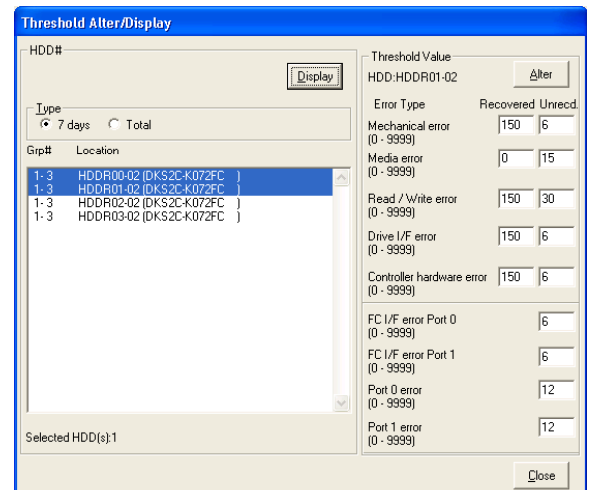 Threshold Alter/Display
HDD#
Display
Type
7 days Total
Grp# Location
1- 3 HDDR00-02 (DKS2C-K072FC )
1- 3 HDDR01-02 (DKS2C-K072FC )
1- 3 HDDR02-02 (DKS2C-K072FC )
1- 3 HDDR03-02 (DKS2C-K072FC )
Selected HDD(s):1
Threshold Value
HDD:HDDR01-02 Alter
Error Type Recovered Unrecd.
Mechanical error 150 6
(0 - 9999)
Media error 0 15
(0 - 9999)
Read / Write error 150 30
(0 - 9999)
Drive I/F error 150 6
(0 - 9999)
Controller hardware error 150 6
(0 - 9999)
FC I/F error Port 0 6
(0 - 9999)
FC I/F error Port 1 6
(0 - 9999)
Port 0 error 12
(0 - 9999)
Port 1 error 12
(0 - 9999)
Close